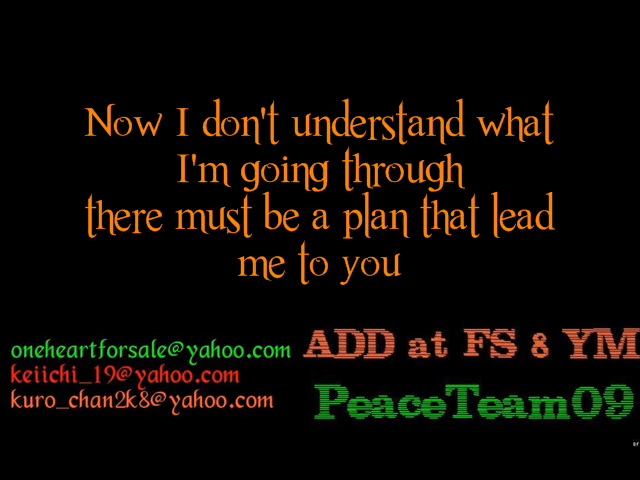 Now I don't understand what
I'm going through
there must be a plan that lead
me to you
oneheartforsale@yahoo.com
keiichi_19@yahoo.com
kuro_chan2k8@yahoo.com
ADD at FS & YM
PeaceTeam09